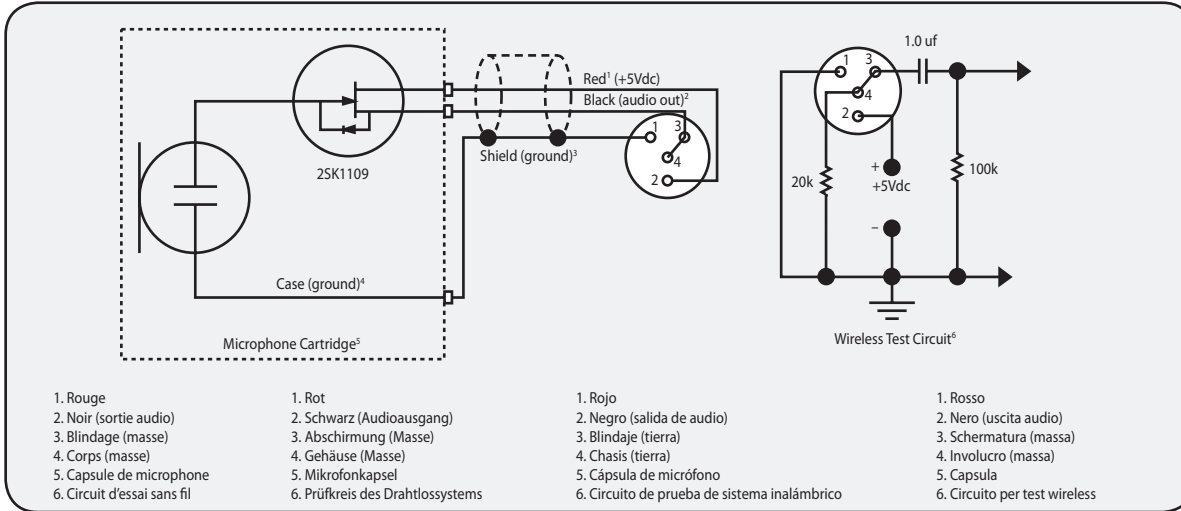 Red¹ (+5Vdc)
Black (audio out)²
1
3
4
2
Shield (ground)³
2SK1109
Case (ground)⁴
Microphone Cartridge⁵
1.0 uf
1
3
4
2
20k
+
+5Vdc
–
100k
Wireless Test Circuit⁶
1. Rouge
2. Noir (sortie audio)
3. Blindage (masse)
4. Corps (masse)
5. Capsule de microphone
6. Circuit d'essai sans fil
1. Rot
2. Schwarz (Audioausgang)
3. Abschirmung (Masse)
4. Gehäuse (Masse)
5. Mikrofonkapsel
6. Prüfkreis des Drahtlossystems
1. Rojo
2. Negro (salida de audio)
3. Blindaje (tierra)
4. Chasis (tierra)
5. Cápsula de micrófono
6. Circuito de prueba de sistema inalámbrico
1. Rosso
2. Nero (uscita audio)
3. Schermatura (massa)
4. Involucro (massa)
5. Capsula
6. Circuito per test wireless